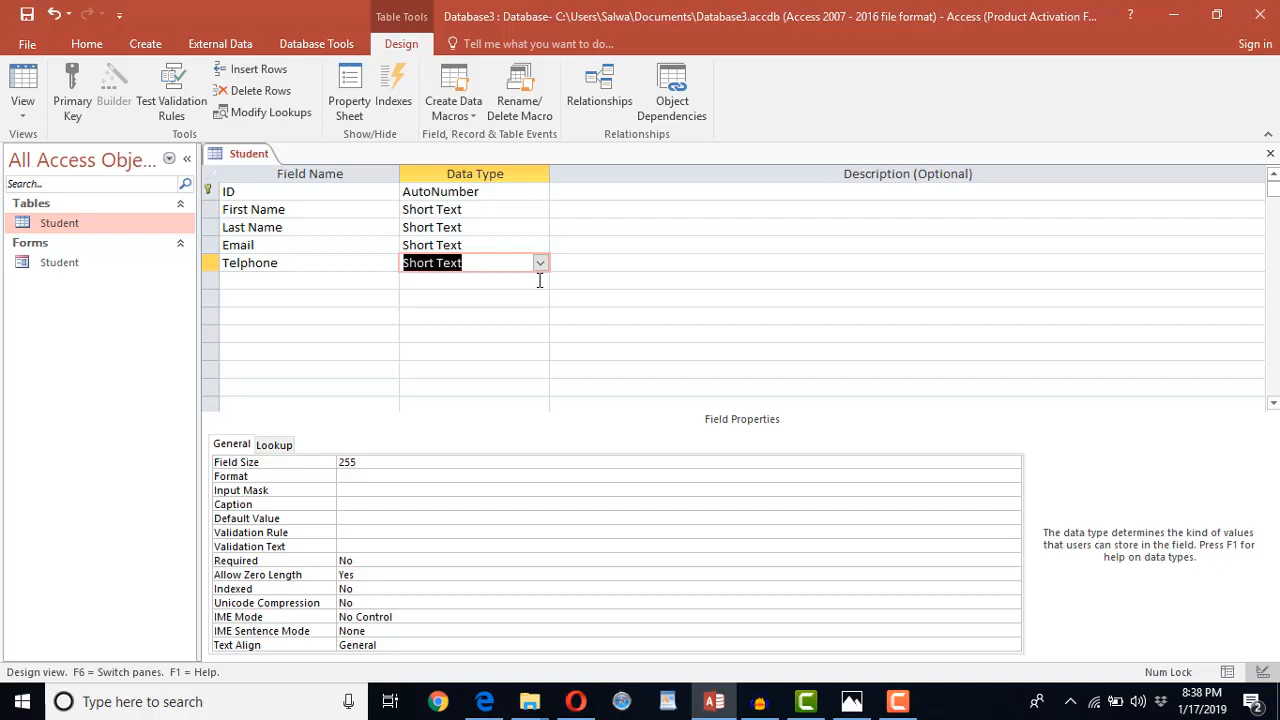 Table Tools
Database3 : Database- C:\Users\Salwa\Documents\Database3.accdb (Access 2007 - 2016 file format) - Access (Product Activation F...
?
File
Home
Create
External Data
Database Tools
Design
Tell me what you want to do...
Sign in
View
Primary Key
Builder
Test Validation Rules
Insert Rows
Delete Rows
Modify Lookups
Property Sheet
Indexes
Create Data Macros
Rename/ Delete Macro
Relationships
Object Dependencies
Views
Tools
Show/Hide
Field, Record & Table Events
Relationships
All Access Obje...
Search...
Tables
Student
Forms
Student
Student
Field Name Data Type Description (Optional)
ID AutoNumber
First Name Short Text
Last Name Short Text
Email Short Text
Telphone Short Text
Field Properties
General Lookup
Field Size 255
Format
Input Mask
Caption
Default Value
Validation Rule
Validation Text
Required No
Allow Zero Length Yes
Indexed No
Unicode Compression No
IME Mode No Control
IME Sentence Mode None
Text Align General
The data type determines the kind of values
that users can store in the field. Press F1 for
help on data types.
Design view. F6 = Switch panes. F1 = Help.
Num Lock
Type here to search
8:38 PM
1/17/2019
2